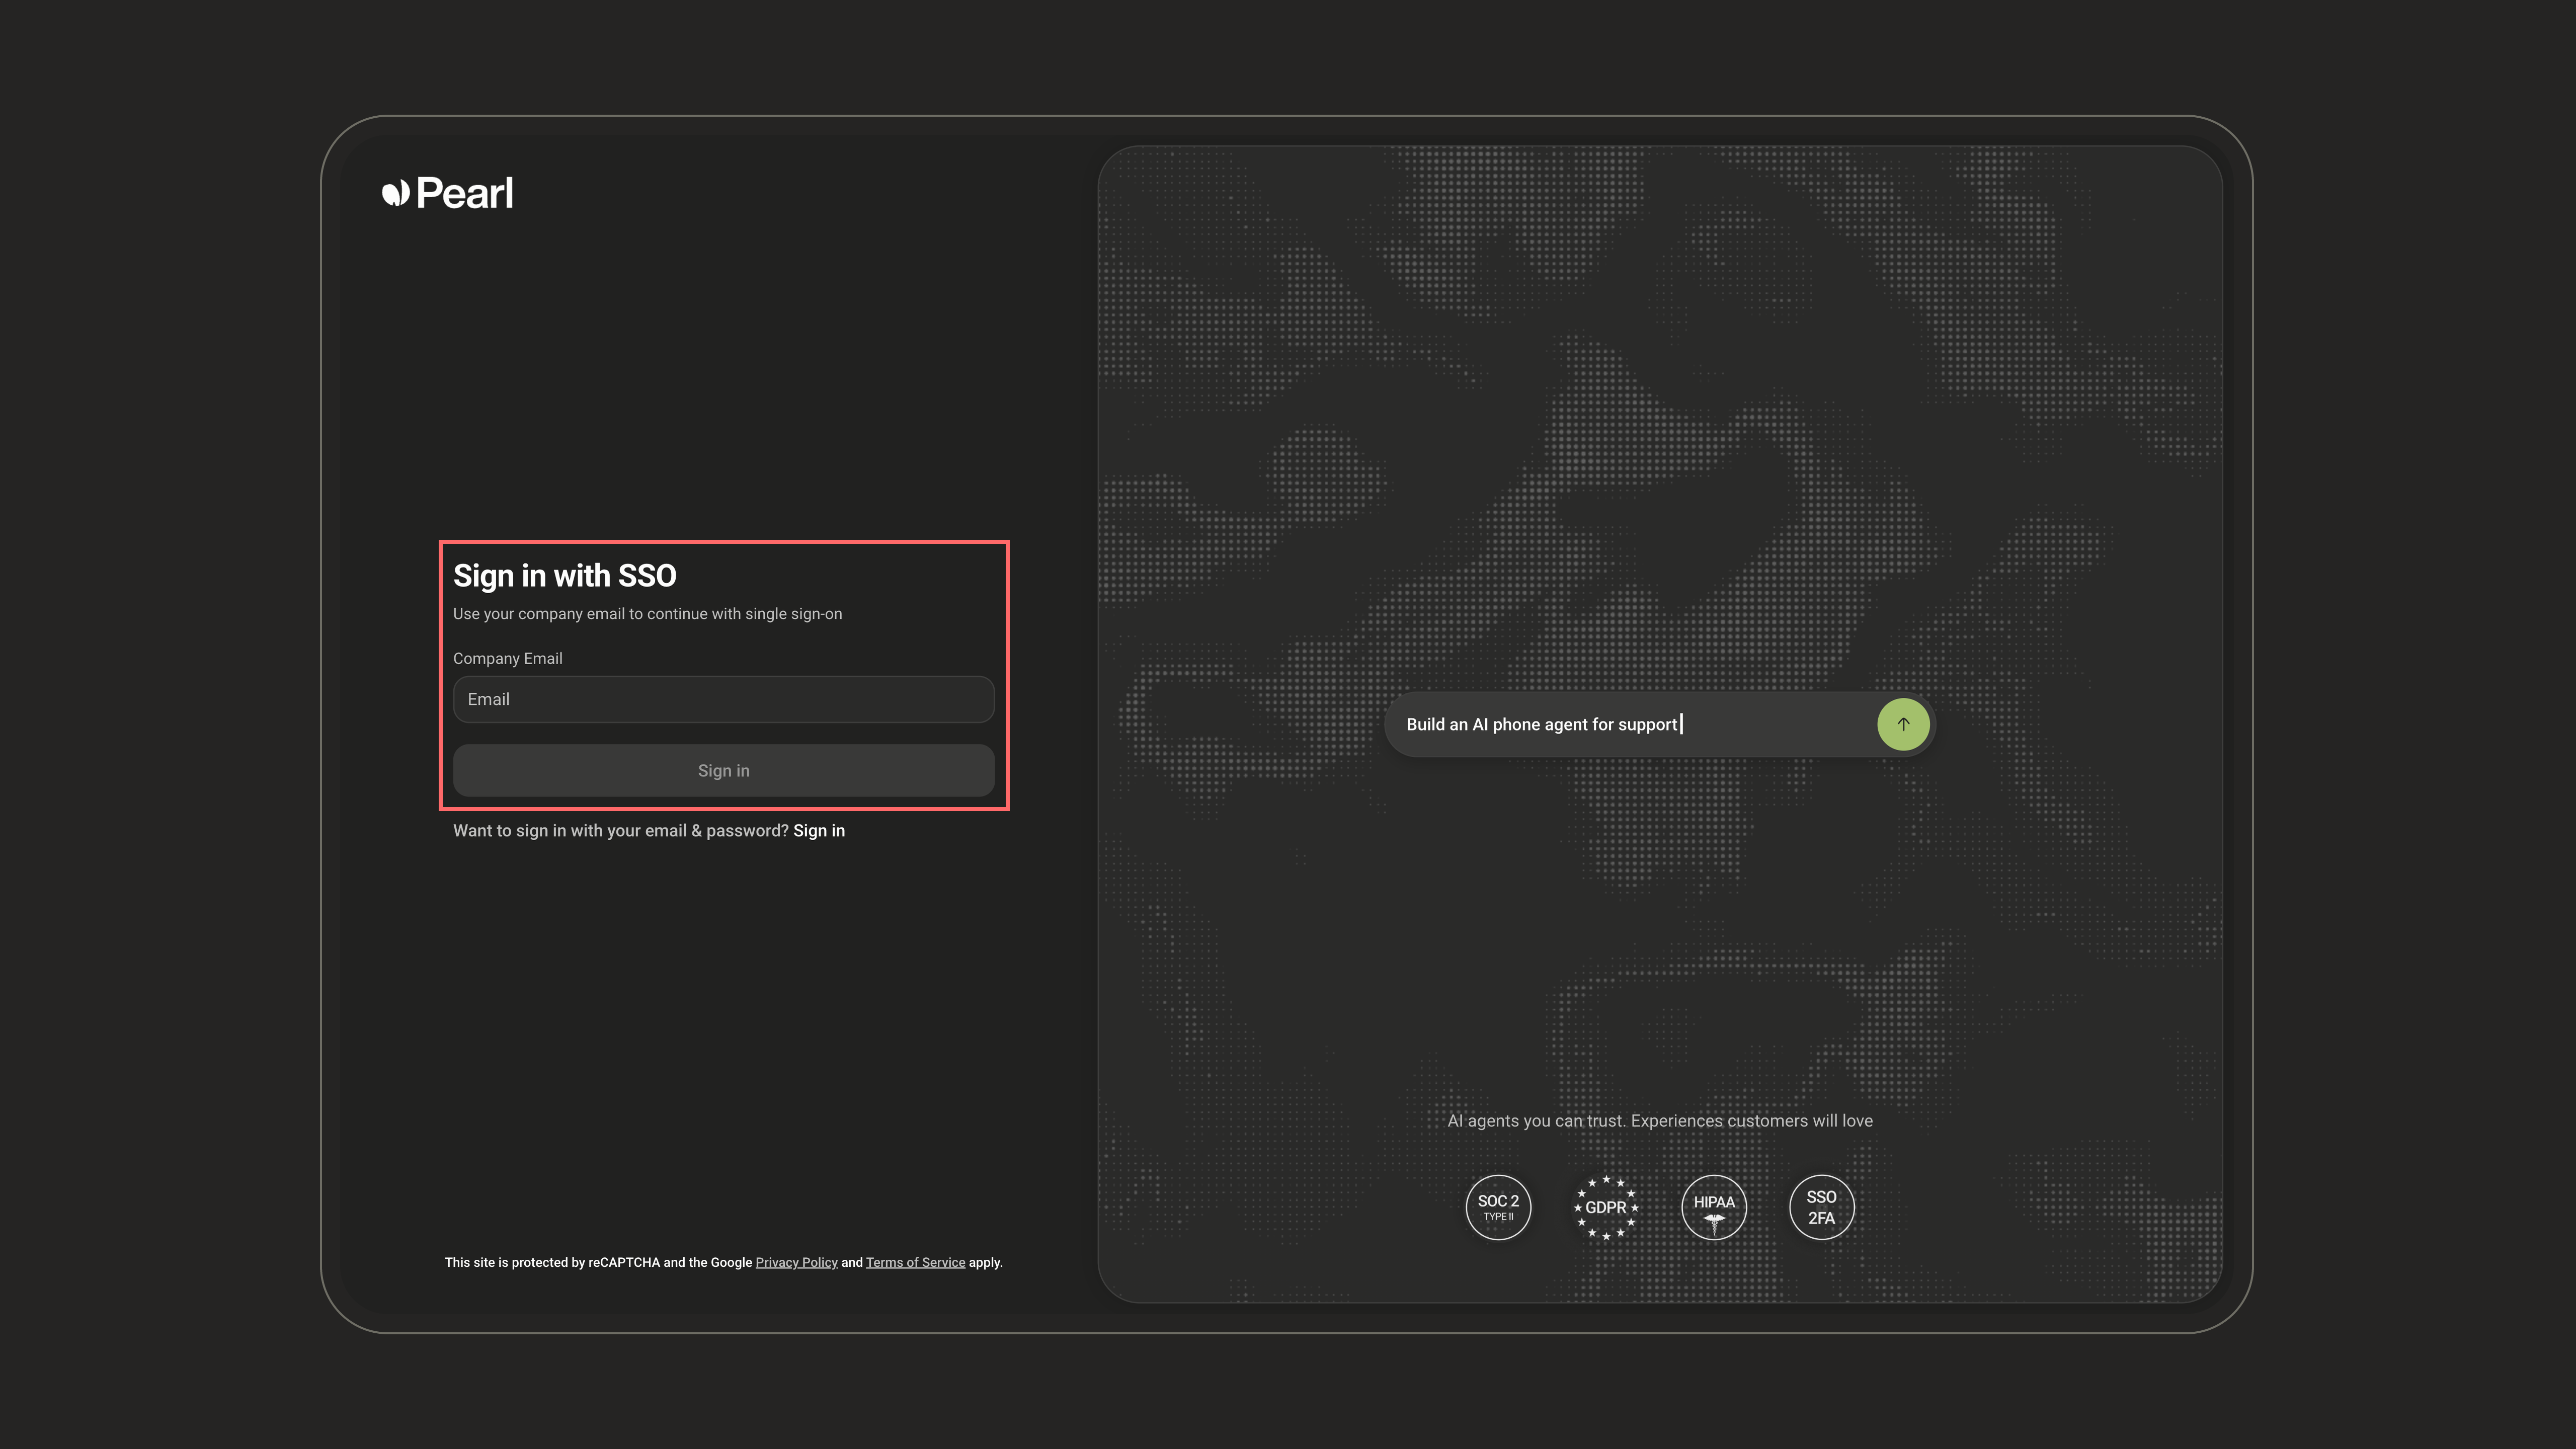 Pearl
Sign in with SSO
Use your company email to continue with single sign-on
Company Email
Email
Sign in
Want to sign in with your email & password? Sign in
This site is protected by reCAPTCHA and the Google Privacy Policy and Terms of Service apply.
Build an AI phone agent for support
AI agents you can trust. Experiences customers will love
SOC 2
TYPE II
GDPR
HIPAA
SSO
2FA